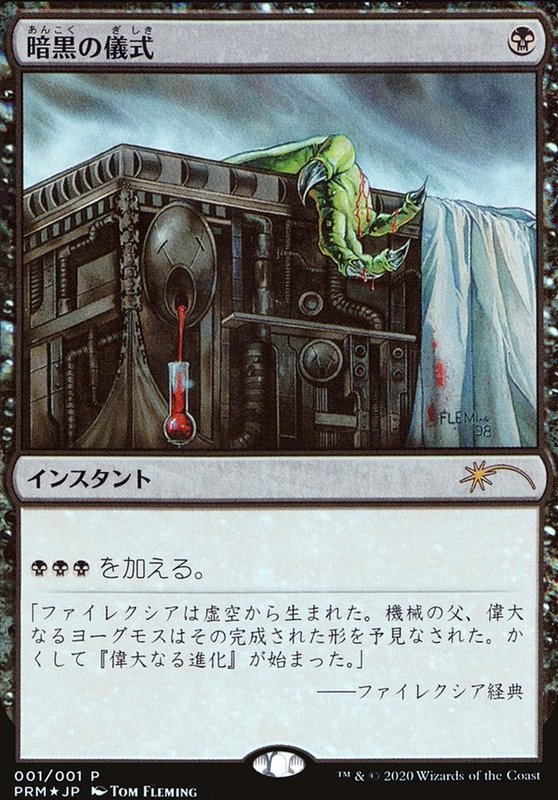 あんこく ぎしき
暗黒の儀式
FLEMing
98
インスタント
を加える。
「ファイレクシアは虚空から生まれた。機械の父、偉大
なるヨーグモスはその完成された形を予見なされた。か
くして『偉大なる進化』が始まった。」
──ファイレクシア経典
001/001 P
PRM★JP TOM FLEMING
™ & © 2020 Wizards of the Coast